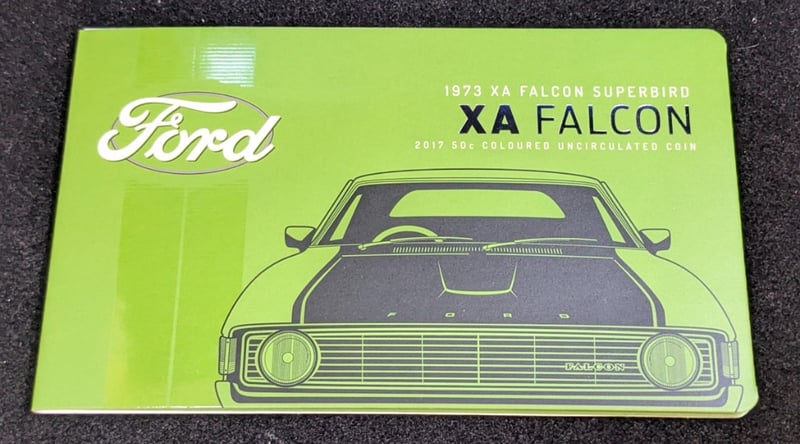 Ford
1973 XA FALCON SUPERBIRD
XA FALCON
2017 50c COLOURED UNCIRCULATED COIN
FORD
FALCON